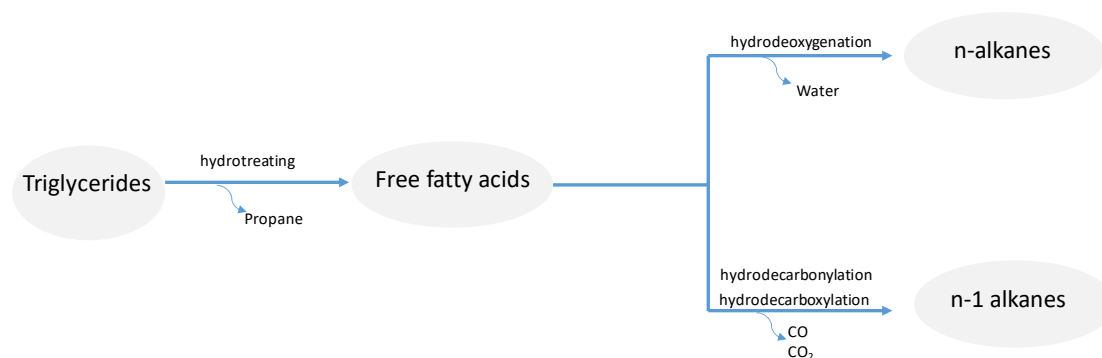 Triglycerides
hydrotreating
Propane
Free fatty acids
hydrodeoxygenation
Water
n-alkanes
hydrodecarbonylation
hydrodecarboxylation
CO
CO₂
n-1 alkanes